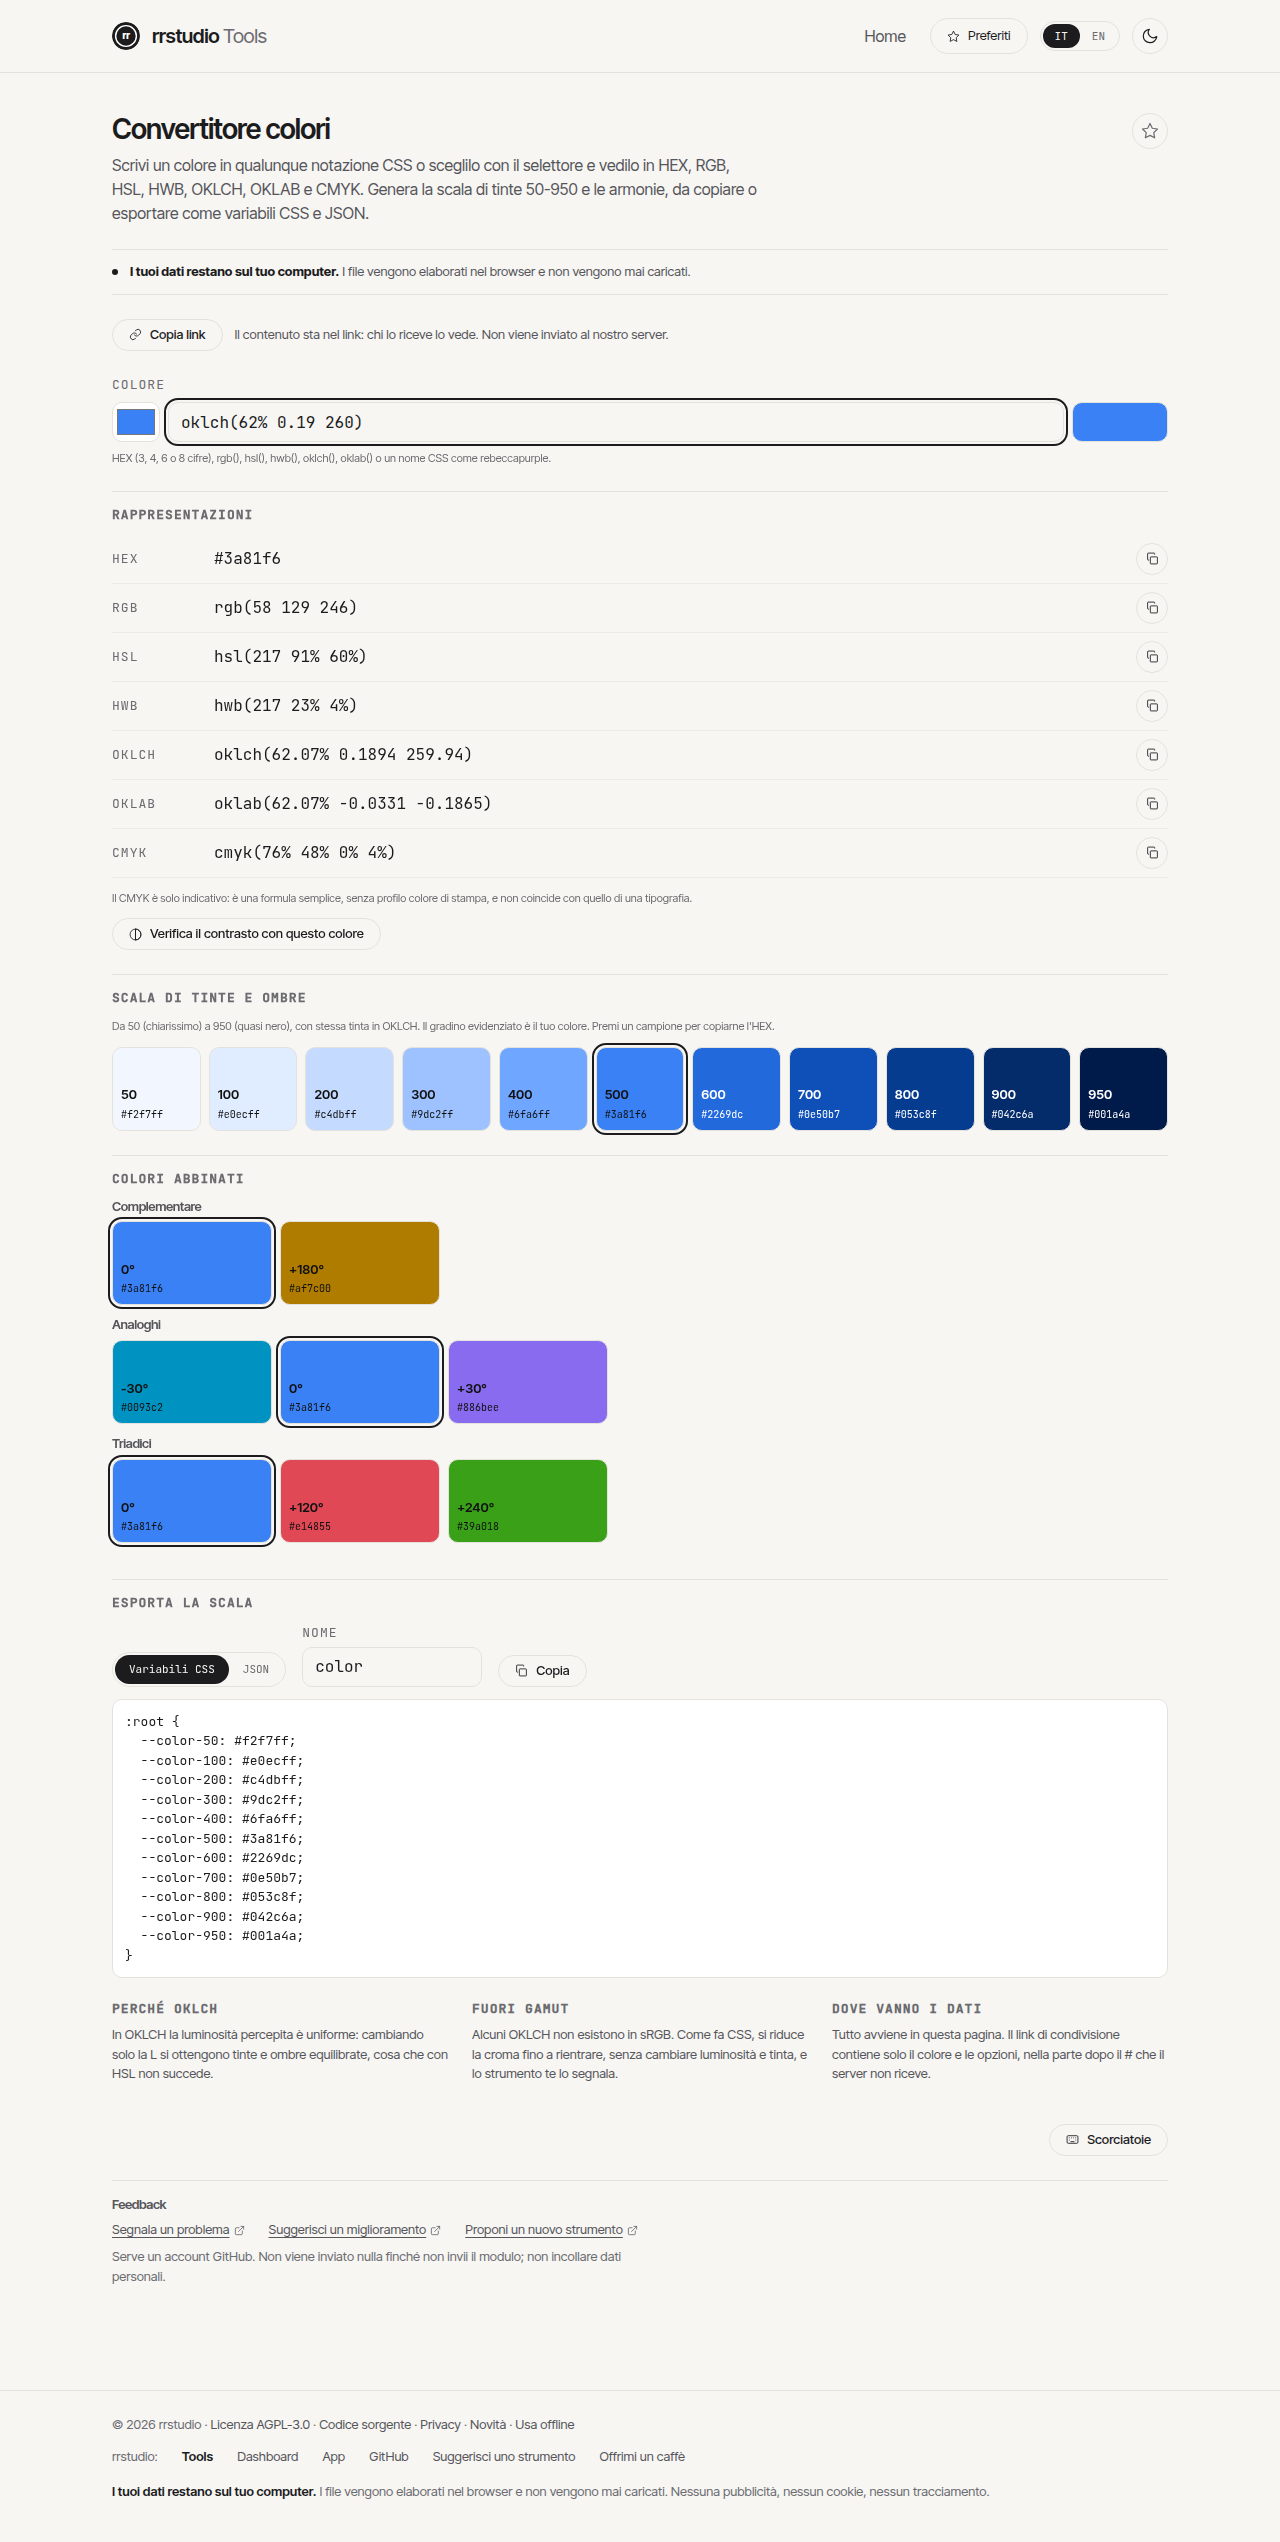 rr rrstudio Tools
Home
Preferiti
IT EN
Convertitore colori
Scrivi un colore in qualunque notazione CSS o sceglilo con il selettore e vedilo in HEX, RGB,
HSL, HWB, OKLCH, OKLAB e CMYK. Genera la scala di tinte 50-950 e le armonie, da copiare o
esportare come variabili CSS e JSON.
I tuoi dati restano sul tuo computer. I file vengono elaborati nel browser e non vengono mai caricati.
Copia link
Il contenuto sta nel link: chi lo riceve lo vede. Non viene inviato al nostro server.
COLORE
oklch(62% 0.19 260)
HEX (3, 4, 6 o 8 cifre), rgb(), hsl(), hwb(), oklch(), oklab() o un nome CSS come rebeccapurple.
RAPPRESENTAZIONI
HEX #3a81f6
RGB rgb(58 129 246)
HSL hsl(217 91% 60%)
HWB hwb(217 23% 4%)
OKLCH oklch(62.07% 0.1894 259.94)
OKLAB oklab(62.07% -0.0331 -0.1865)
CMYK cmyk(76% 48% 0% 4%)
Il CMYK è solo indicativo: è una formula semplice, senza profilo colore di stampa, e non coincide con quello di una tipografia.
Verifica il contrasto con questo colore
SCALA DI TINTE E OMBRE
Da 50 (chiarissimo) a 950 (quasi nero), con stessa tinta in OKLCH. Il gradino evidenziato è il tuo colore. Premi un campione per copiarne l'HEX.
50 100 200 300 400 500 600 700 800 900 950
#f2f7ff #e0ecff #c4dbff #9dc2ff #6fa6ff #3a81f6 #2269dc #0e50b7 #053c8f #042c6a #001a4a
COLORI ABBINATI
Complementare
0° +180°
#3a81f6 #af7c00
Analoghi
-30° 0° +30°
#0093c2 #3a81f6 #886bee
Triadici
0° +120° +240°
#3a81f6 #e14855 #39a018
ESPORTA LA SCALA
NOME
Variabili CSS JSON color Copia
:root {
--color-50: #f2f7ff;
--color-100: #e0ecff;
--color-200: #c4dbff;
--color-300: #9dc2ff;
--color-400: #6fa6ff;
--color-500: #3a81f6;
--color-600: #2269dc;
--color-700: #0e50b7;
--color-800: #053c8f;
--color-900: #042c6a;
--color-950: #001a4a;
}
PERCHÉ OKLCH
In OKLCH la luminosità percepita è uniforme: cambiando
solo la L si ottengono tinte e ombre equilibrate, cosa che con
HSL non succede.
FUORI GAMUT
Alcuni OKLCH non esistono in sRGB. Come fa CSS, si riduce
la croma fino a rientrare, senza cambiare luminosità e tinta, e
lo strumento te lo segnala.
DOVE VANNO I DATI
Tutto avviene in questa pagina. Il link di condivisione
contiene solo il colore e le opzioni, nella parte dopo il # che il
server non riceve.
Scorciatoie
Feedback
Segnala un problema Suggerisci un miglioramento Proponi un nuovo strumento
Serve un account GitHub. Non viene inviato nulla finché non invii il modulo; non incollare dati
personali.
© 2026 rrstudio · Licenza AGPL-3.0 · Codice sorgente · Privacy · Novità · Usa offline
rrstudio: Tools Dashboard App GitHub Suggerisci uno strumento Offrimi un caffè
I tuoi dati restano sul tuo computer. I file vengono elaborati nel browser e non vengono mai caricati. Nessuna pubblicità, nessun cookie, nessun tracciamento.